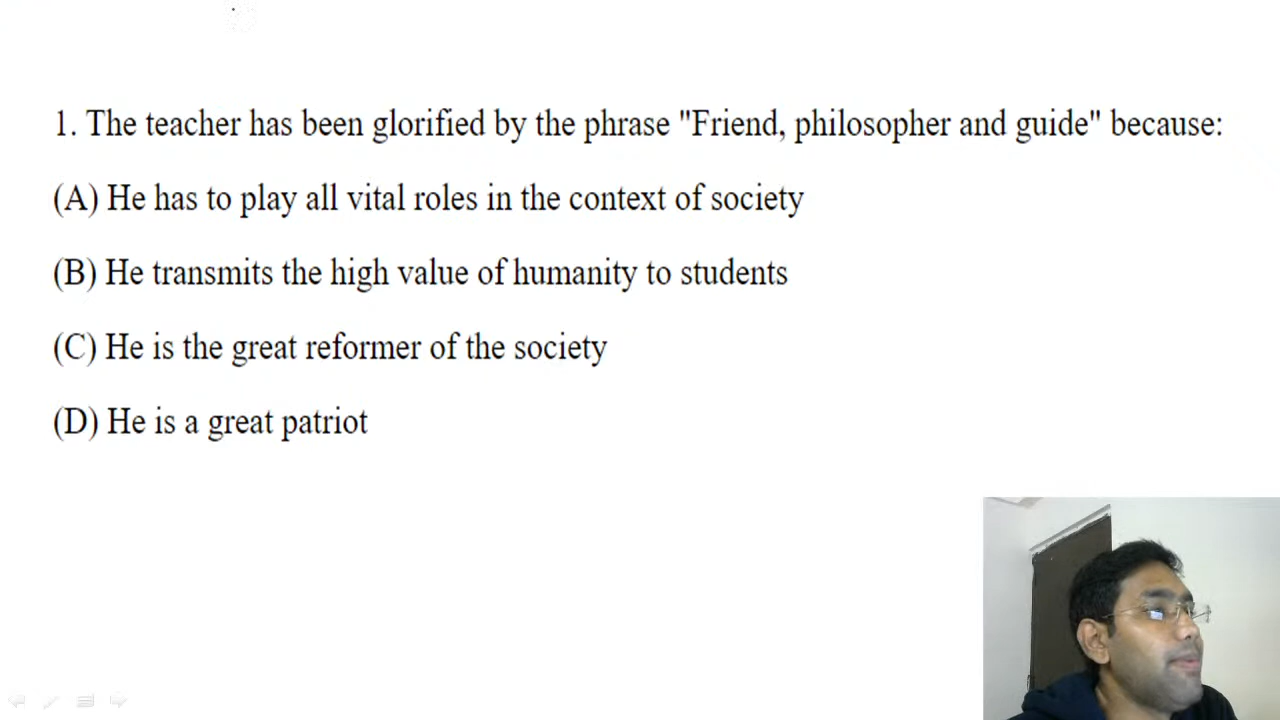 1. The teacher has been glorified by the phrase "Friend, philosopher and guide" because:
(A) He has to play all vital roles in the context of society
(B) He transmits the high value of humanity to students
(C) He is the great reformer of the society
(D) He is a great patriot